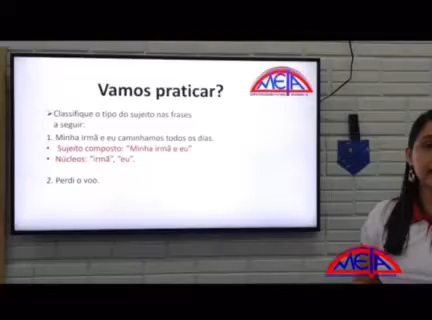 Vamos praticar?
META
➤Classifique o tipo do sujeito nas frases
a seguir:
1. Minha irmã e eu caminhamos todos os dias.
• Sujeito composto: "Minha irmã e eu"
• Núcleos: "irmã", "eu".
2. Perdi o voo.
META